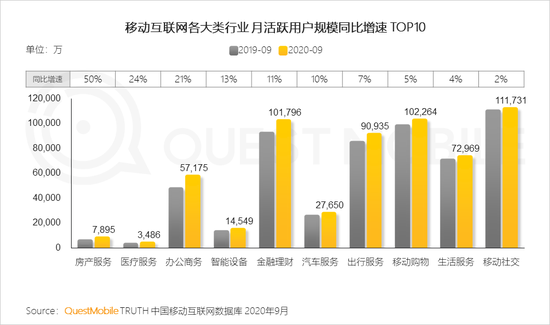 移动互联网各大类行业 月活跃用户规模同比增速 TOP10
单位：万
2019-09 2020-09
同比增速 50% 24% 21% 13% 11% 10% 7% 5% 4% 2%
120,000
100,000
80,000
60,000
40,000
20,000
0
7,895 3,486 57,175 14,549 101,796 27,650 90,935 102,264 72,969 111,731
QUEST MOBILE
房产服务 医疗服务 办公商务 智能设备 金融理财 汽车服务 出行服务 移动购物 生活服务 移动社交
Source：QuestMobile TRUTH 中国移动互联网数据库 2020年9月